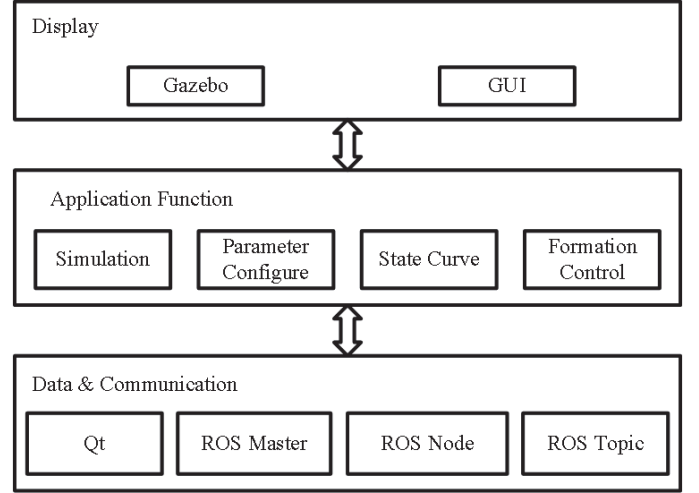 Display
Gazebo
GUI
Application Function
Simulation
Parameter
Configure
State Curve
Formation
Control
Data & Communication
Qt
ROS Master
ROS Node
ROS Topic